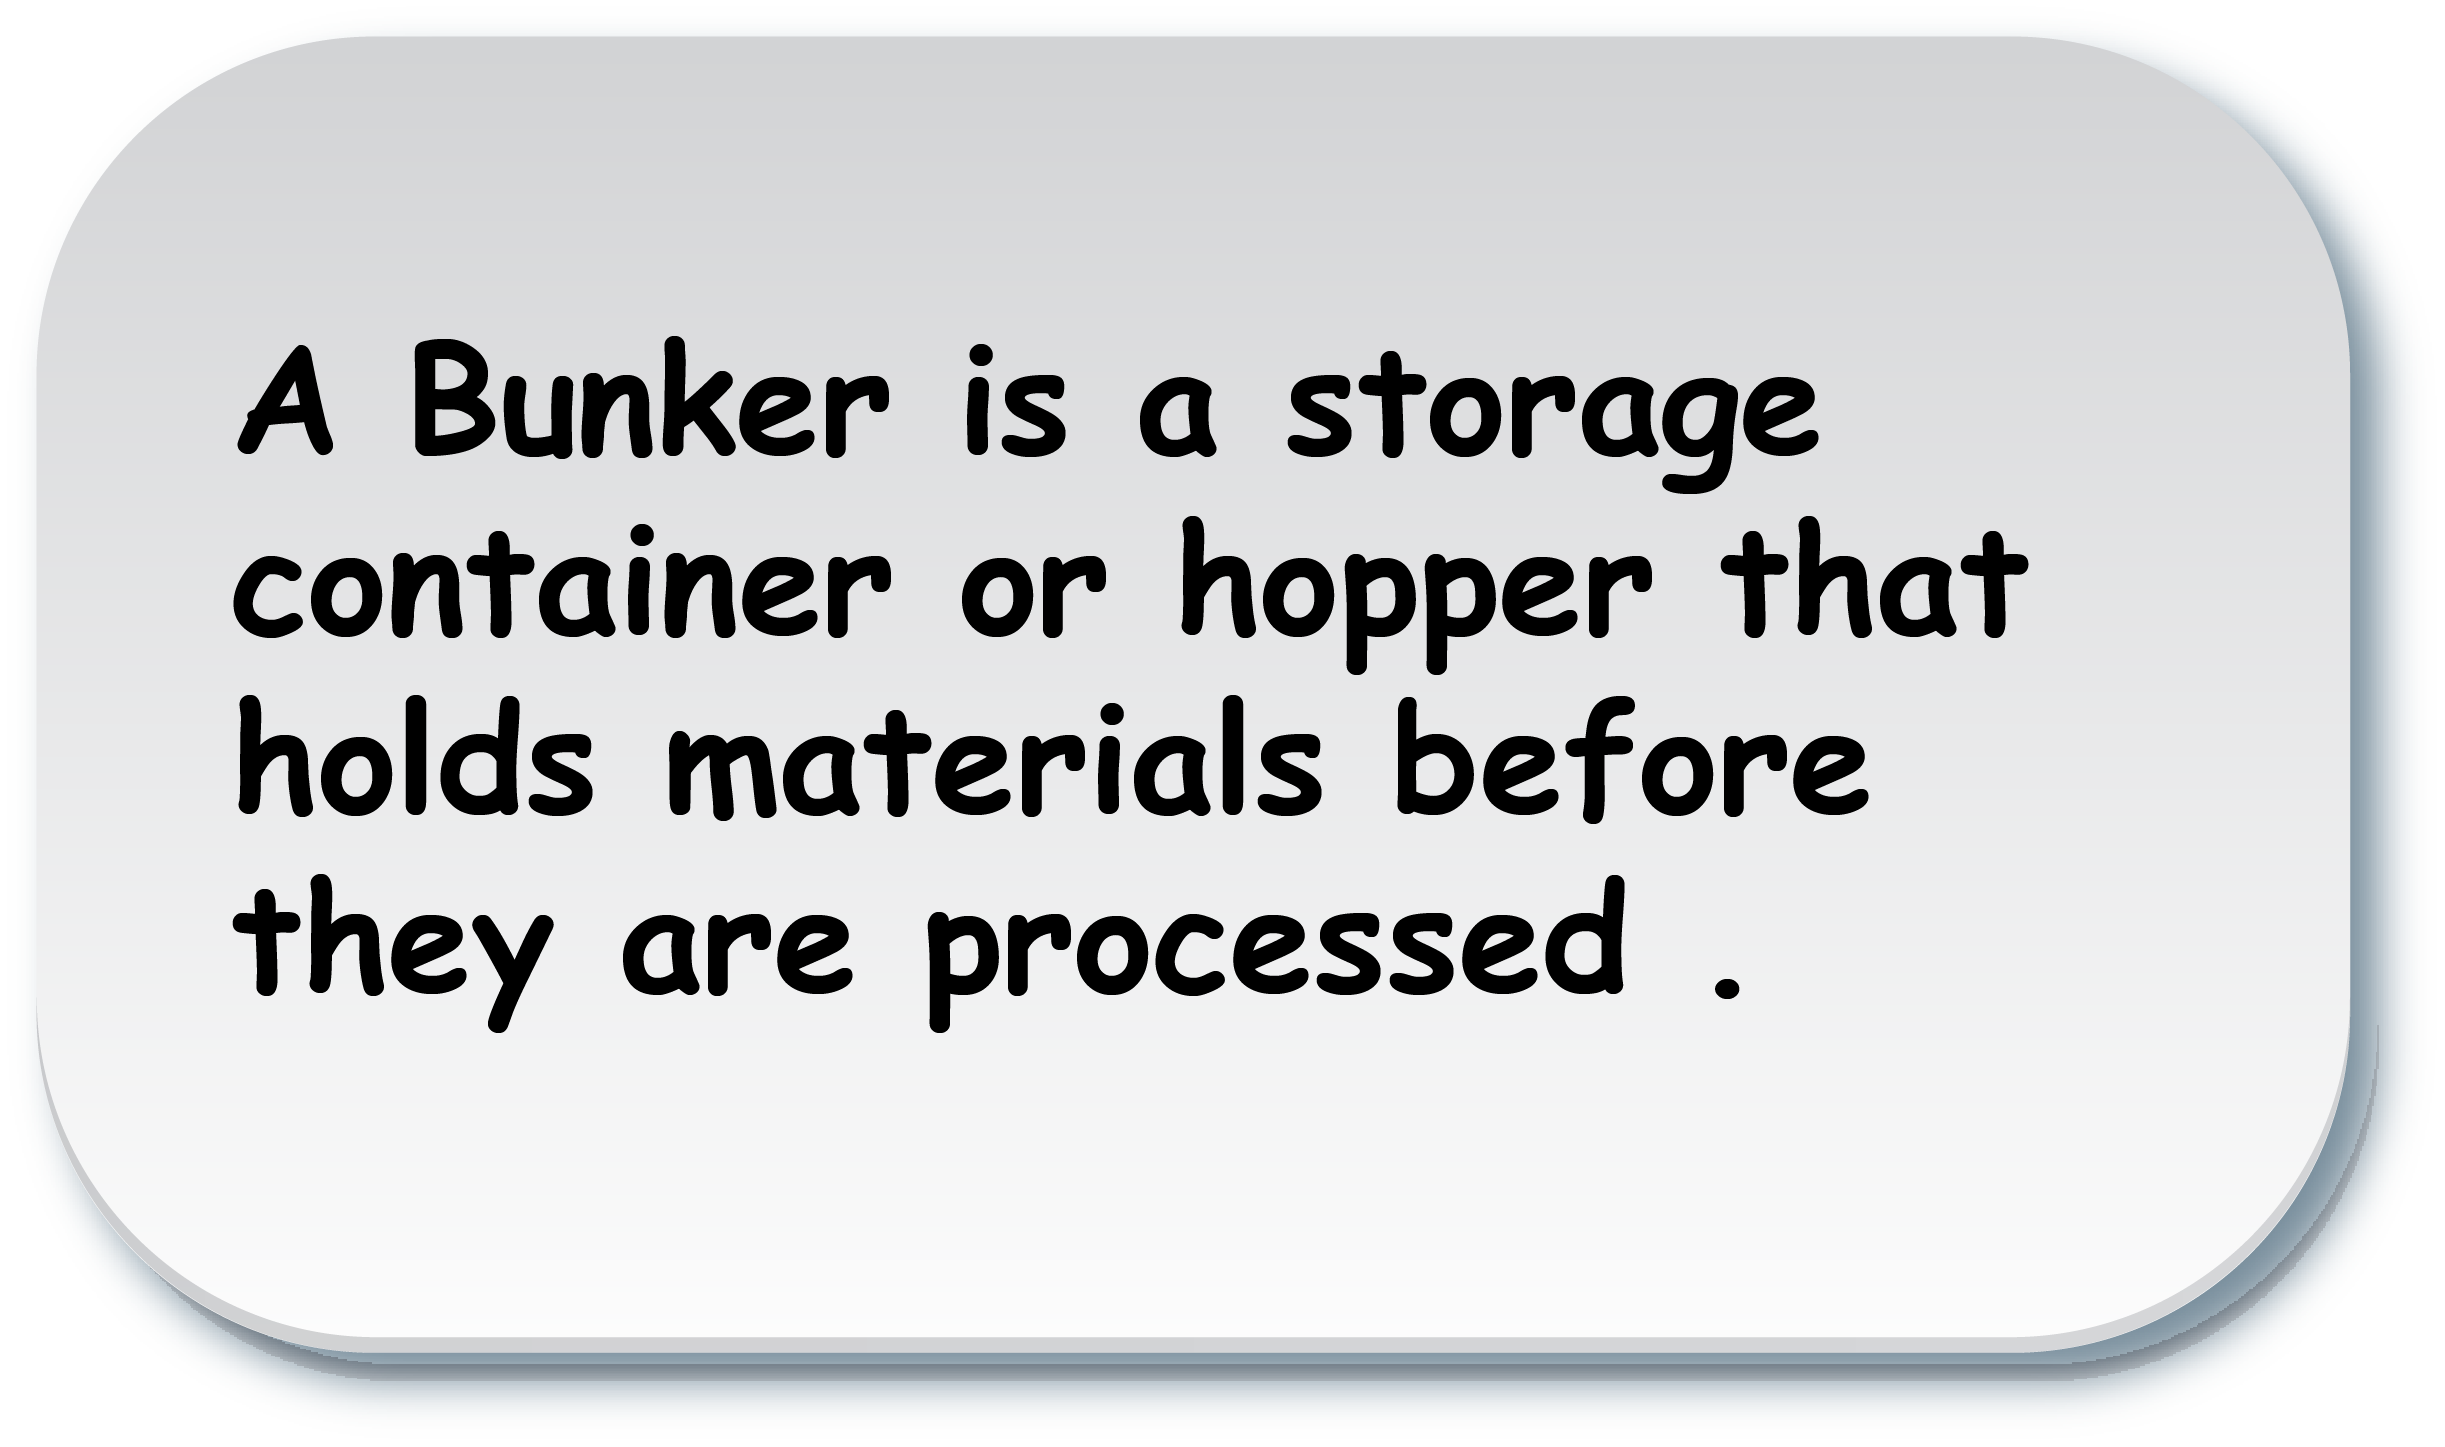 A Bunker is a storage
container or hopper that
holds materials before
they are processed .